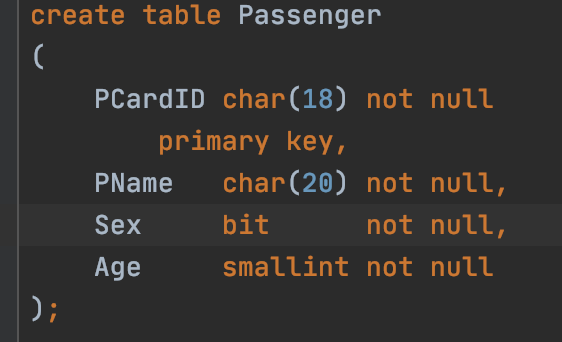 create table Passenger
(
    PCardID char(18) not null
        primary key,
    PName   char(20) not null,
    Sex     bit      not null,
    Age     smallint not null
);